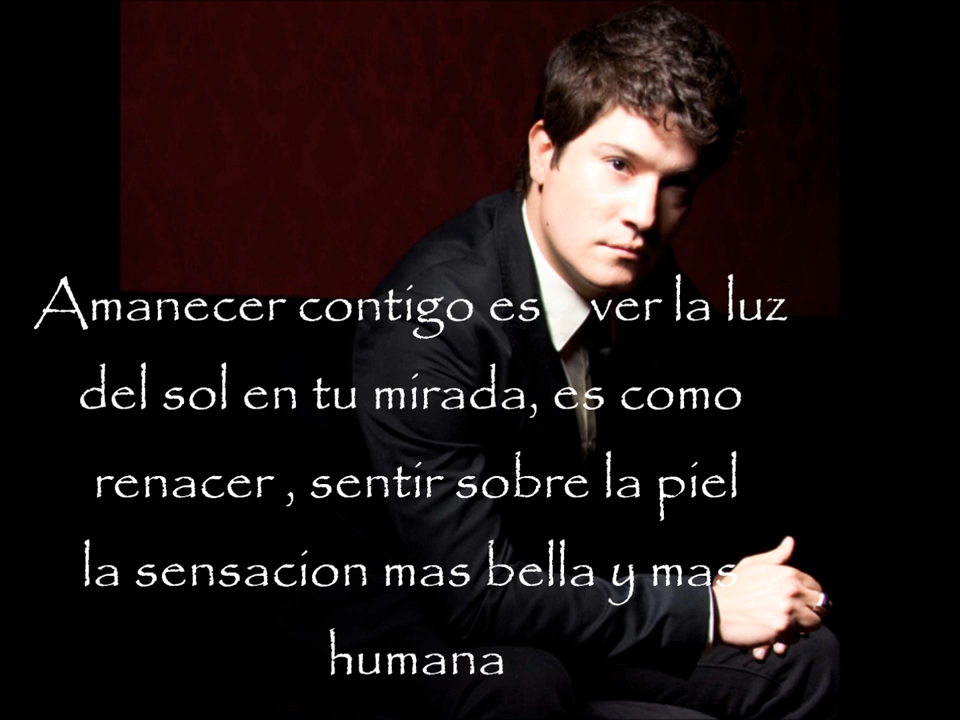 Amanecer contigo es ver la luz
del sol en tu mirada, es como
renacer , sentir sobre la piel
la sensacion mas bella y mas
humana